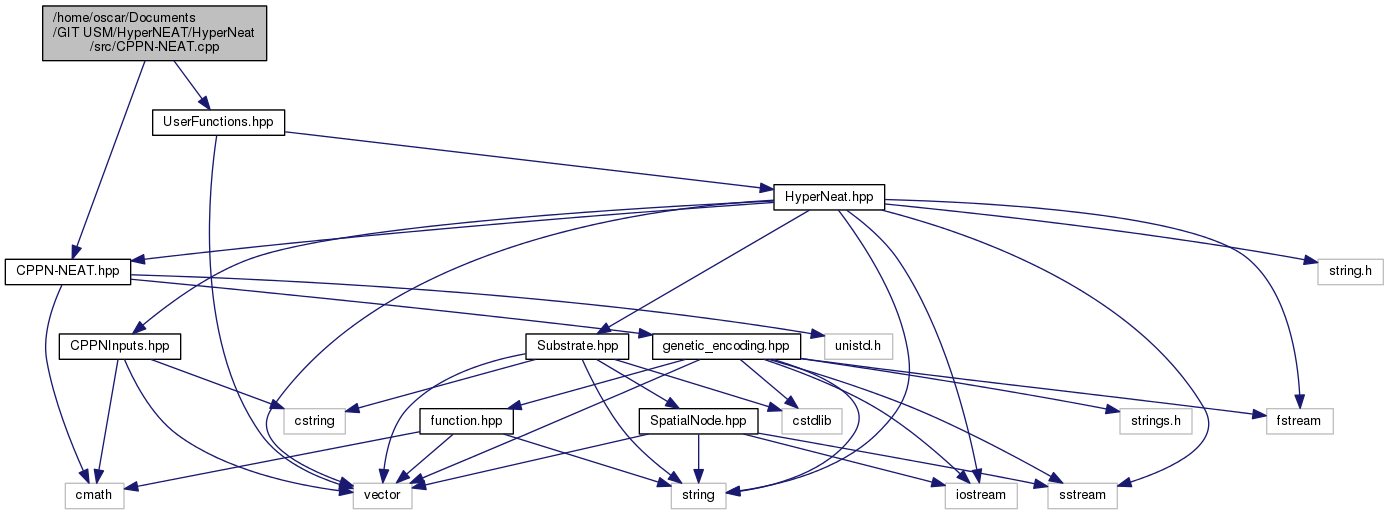 /home/oscar/Documents
/GIT USM/HyperNEAT/HyperNeat
/src/CPPN-NEAT.cpp
UserFunctions.hpp
HyperNeat.hpp
CPPN-NEAT.hpp
string.h
CPPNInputs.hpp
Substrate.hpp
genetic_encoding.hpp
unistd.h
cstring
function.hpp
SpatialNode.hpp
cstdlib
strings.h
fstream
cmath
vector
string
iostream
sstream